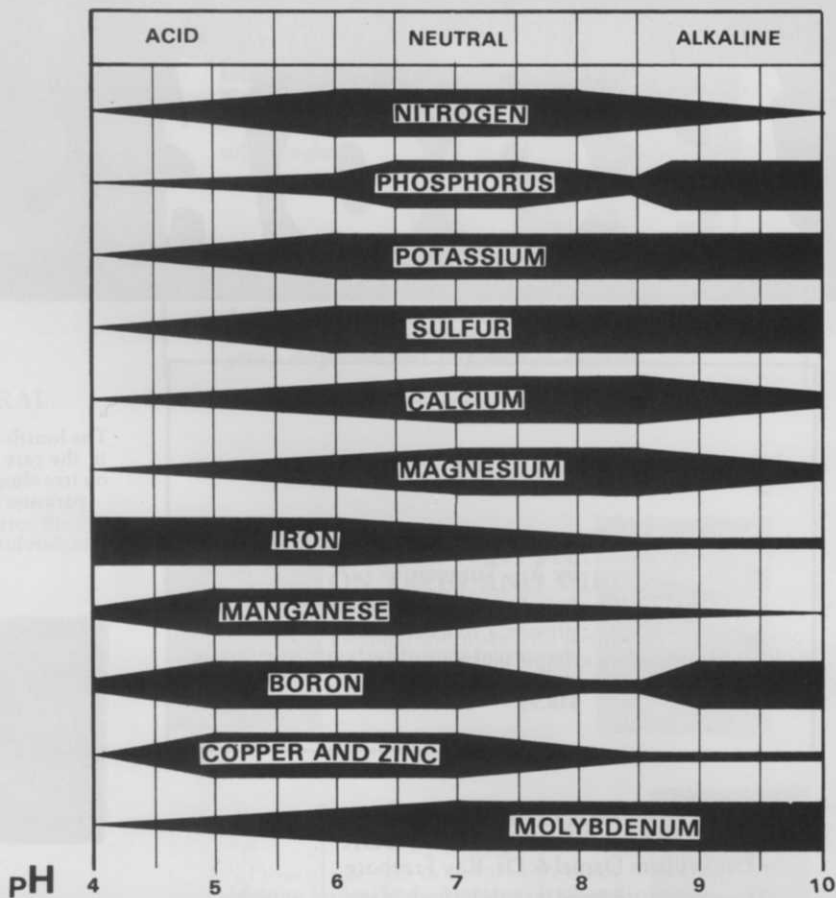 ACID NEUTRAL ALKALINE
NITROGEN
PHOSPHORUS
POTASSIUM
SULFUR
CALCIUM
MAGNESIUM
IRON
MANGANESE
BORON
COPPER AND ZINC
MOLYBDENUM
pH 4 5 6 7 8 9 10